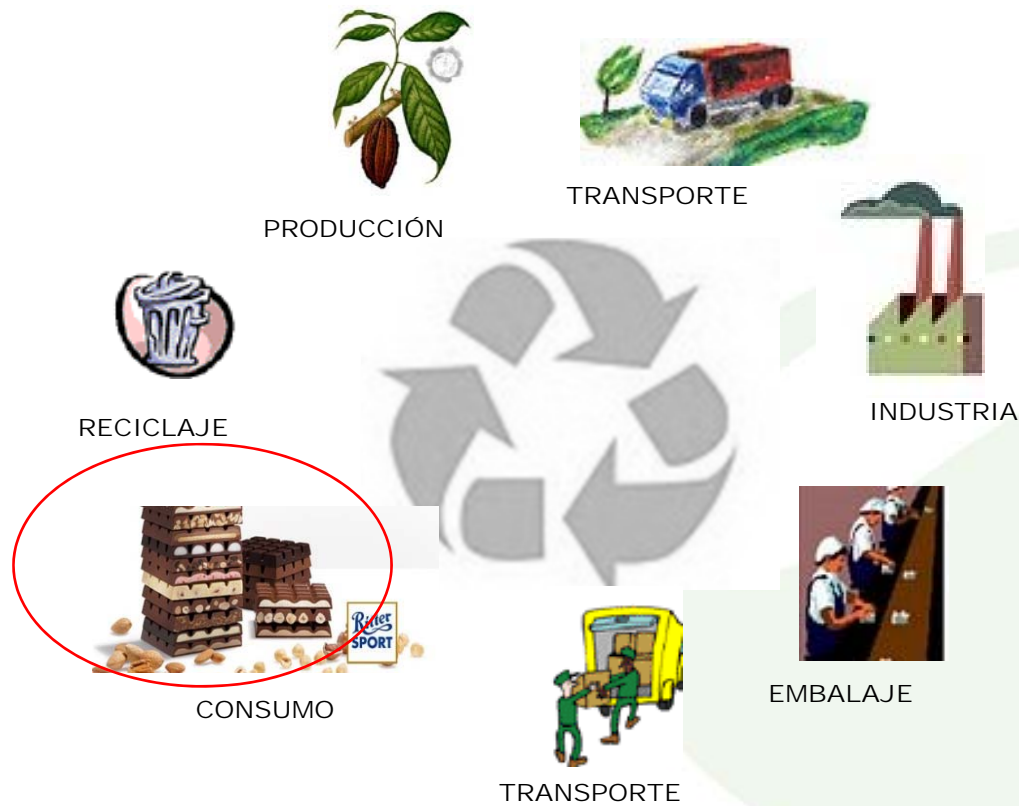 TRANSPORTE
PRODUCCIÓN
INDUSTRIA
RECICLAJE
Ritter
SPORT
EMBALAJE
CONSUMO
TRANSPORTE